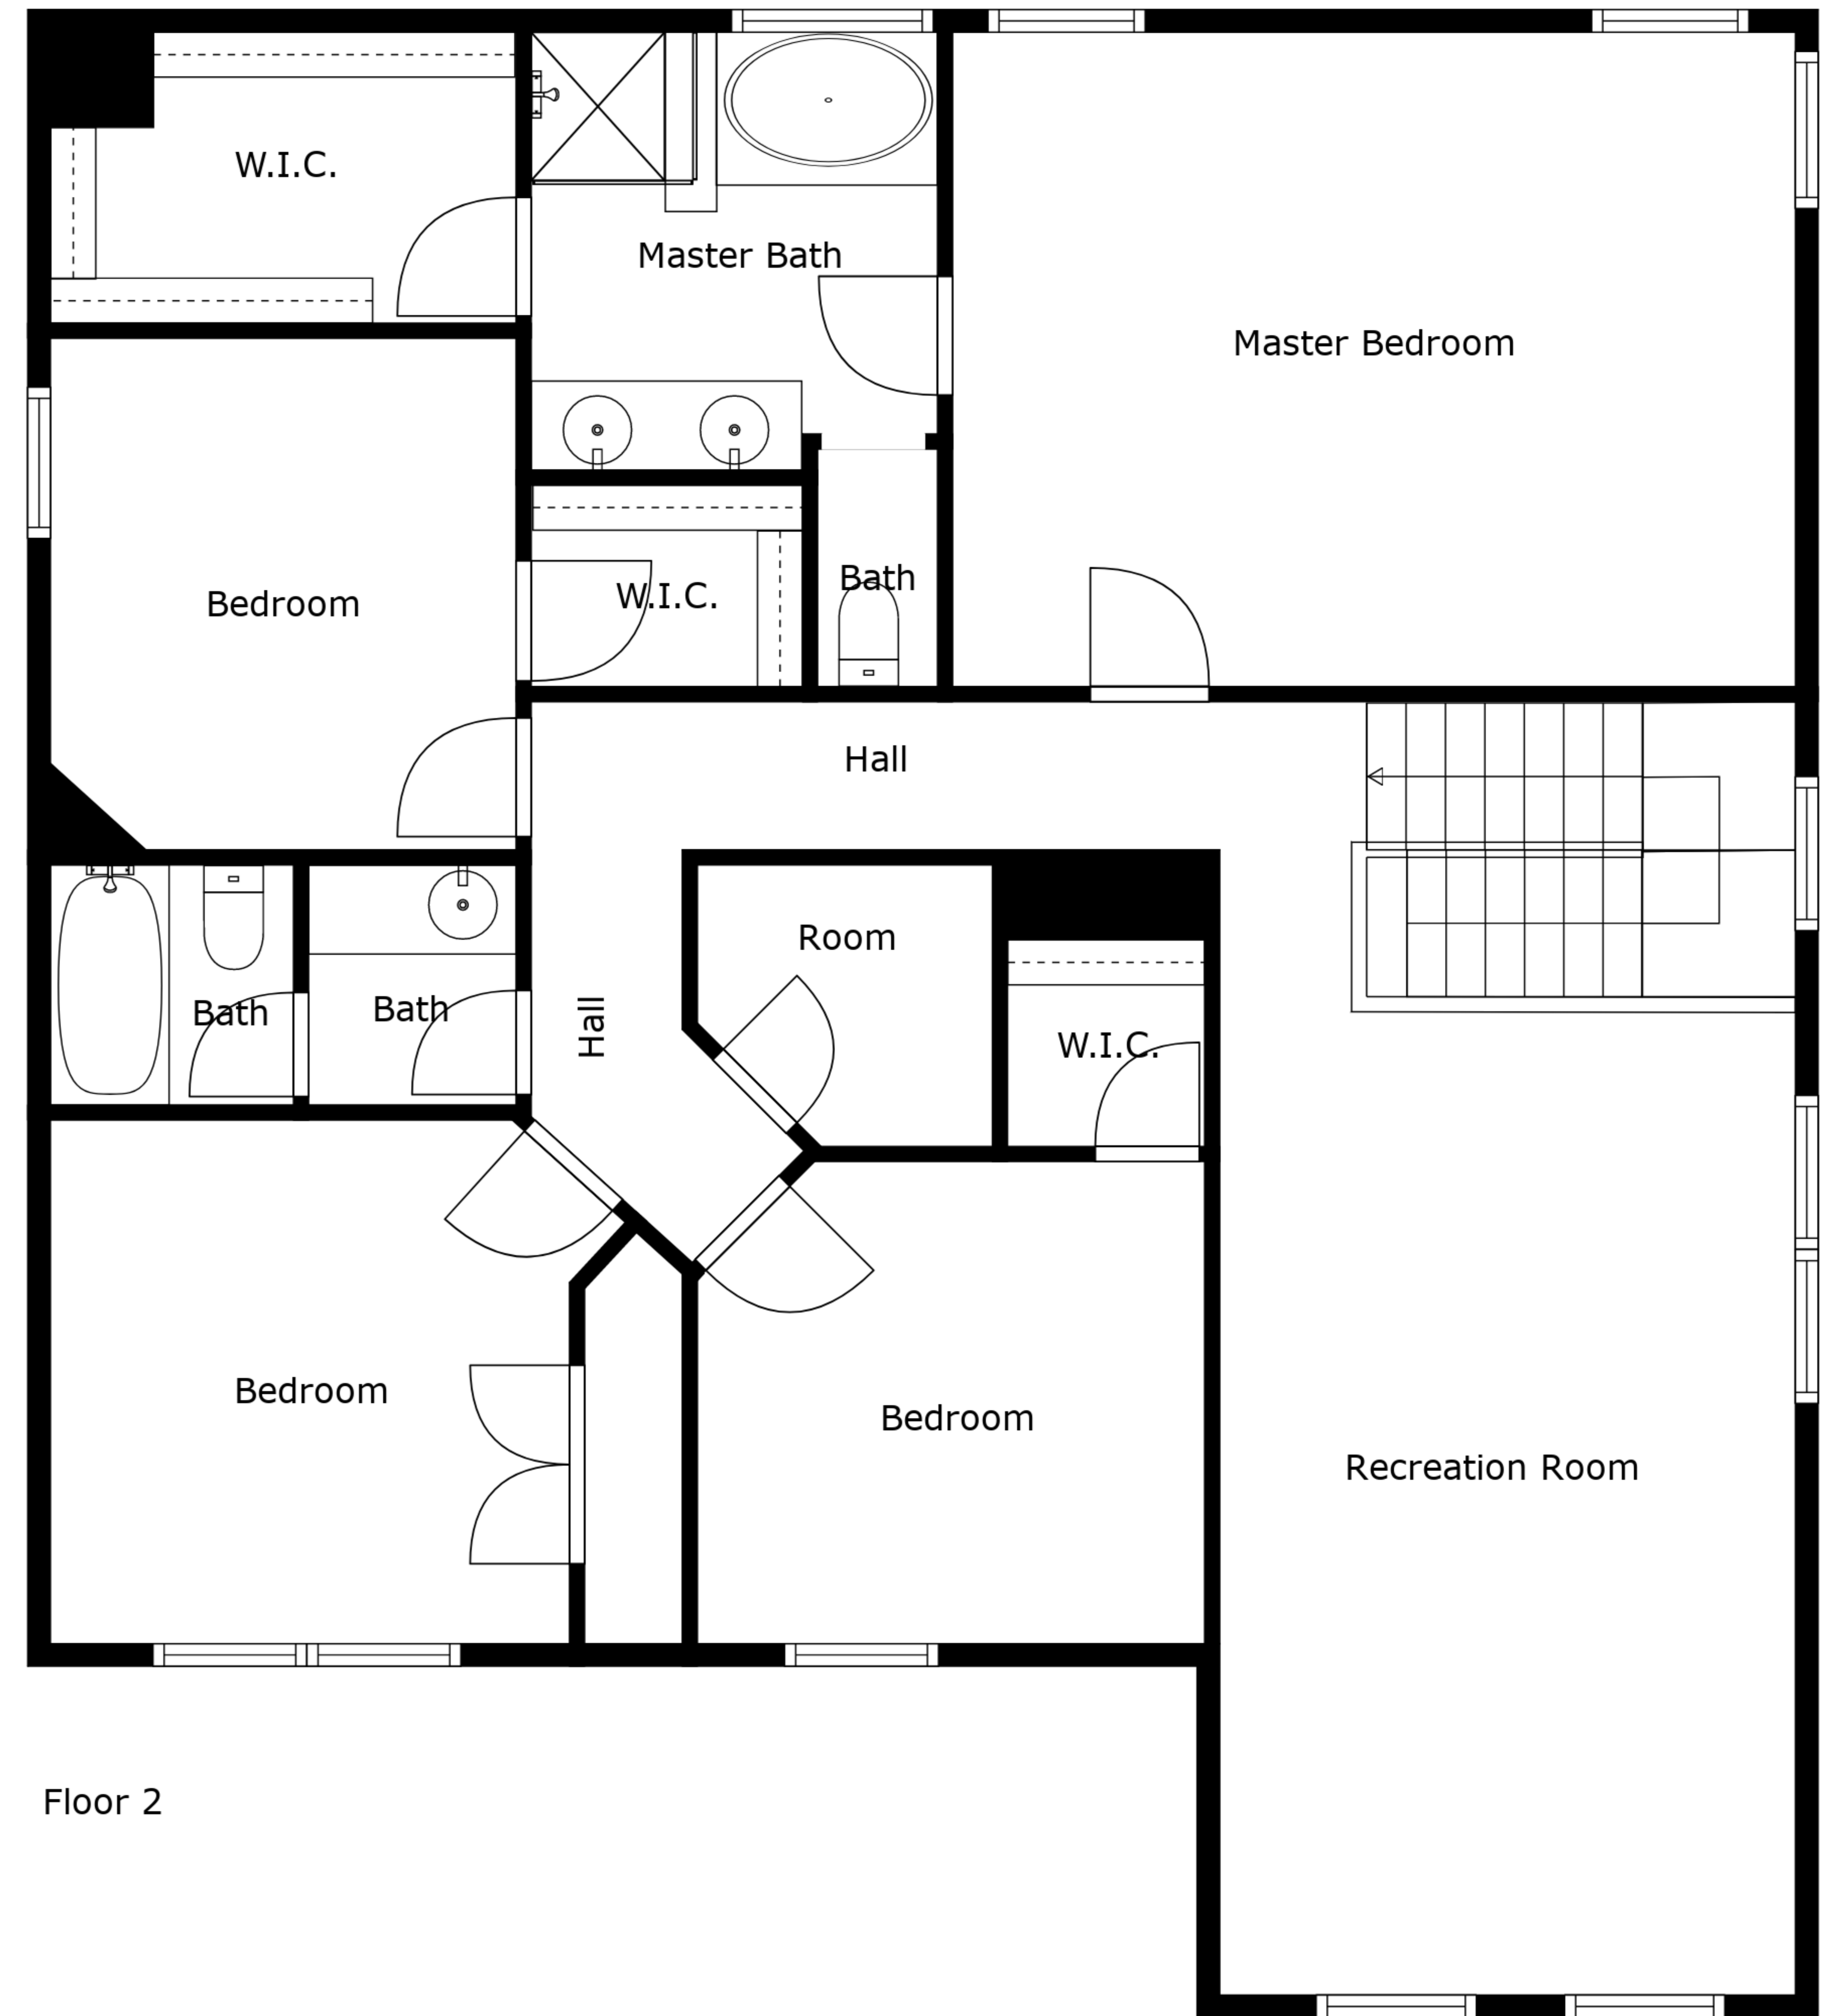 W.I.C.
Master Bath
Master Bedroom
Bedroom
W.I.C.
Bath
Hall
Room
Bath
Bath
Hall
W.I.C.
Bedroom
Bedroom
Recreation Room
Floor 2